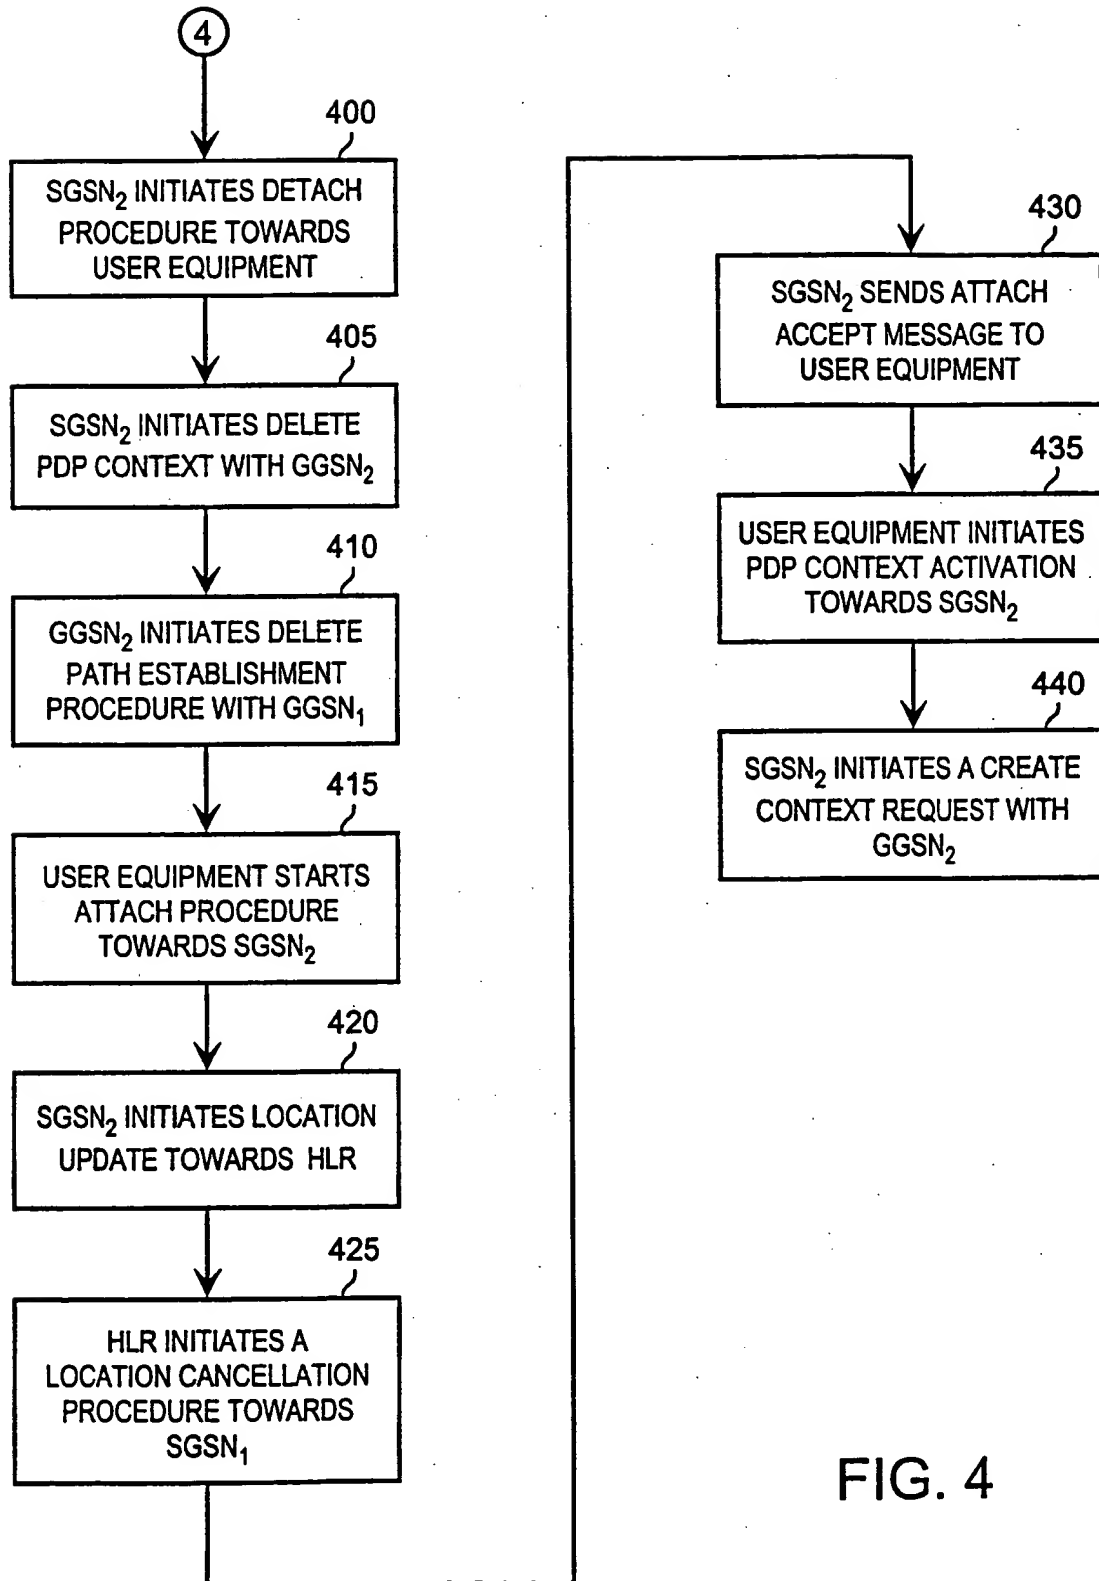 4
400
SGSN₂ INITIATES DETACH
PROCEDURE TOWARDS
USER EQUIPMENT
405
SGSN₂ INITIATES DELETE
PDP CONTEXT WITH GGSN₂
410
GGSN₂ INITIATES DELETE
PATH ESTABLISHMENT
PROCEDURE WITH GGSN₁
415
USER EQUIPMENT STARTS
ATTACH PROCEDURE
TOWARDS SGSN₂
420
SGSN₂ INITIATES LOCATION
UPDATE TOWARDS HLR
425
HLR INITIATES A
LOCATION CANCELLATION
PROCEDURE TOWARDS
SGSN₁
430
SGSN₂ SENDS ATTACH
ACCEPT MESSAGE TO
USER EQUIPMENT
435
USER EQUIPMENT INITIATES
PDP CONTEXT ACTIVATION
TOWARDS SGSN₂
440
SGSN₂ INITIATES A CREATE
CONTEXT REQUEST WITH
GGSN₂
FIG. 4